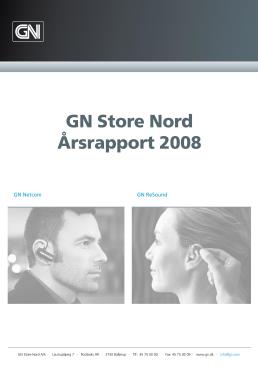 GN
GN Store Nord
Årsrapport 2008
GN Netcom
GN ReSound
GN Store Nord A/S · Lautrupbjerg 7 · Postboks 99 · 2750 Ballerup · Tlf: 45 75 00 00 · Fax: 45 75 00 09 · www.gn.dk · info@gn.com